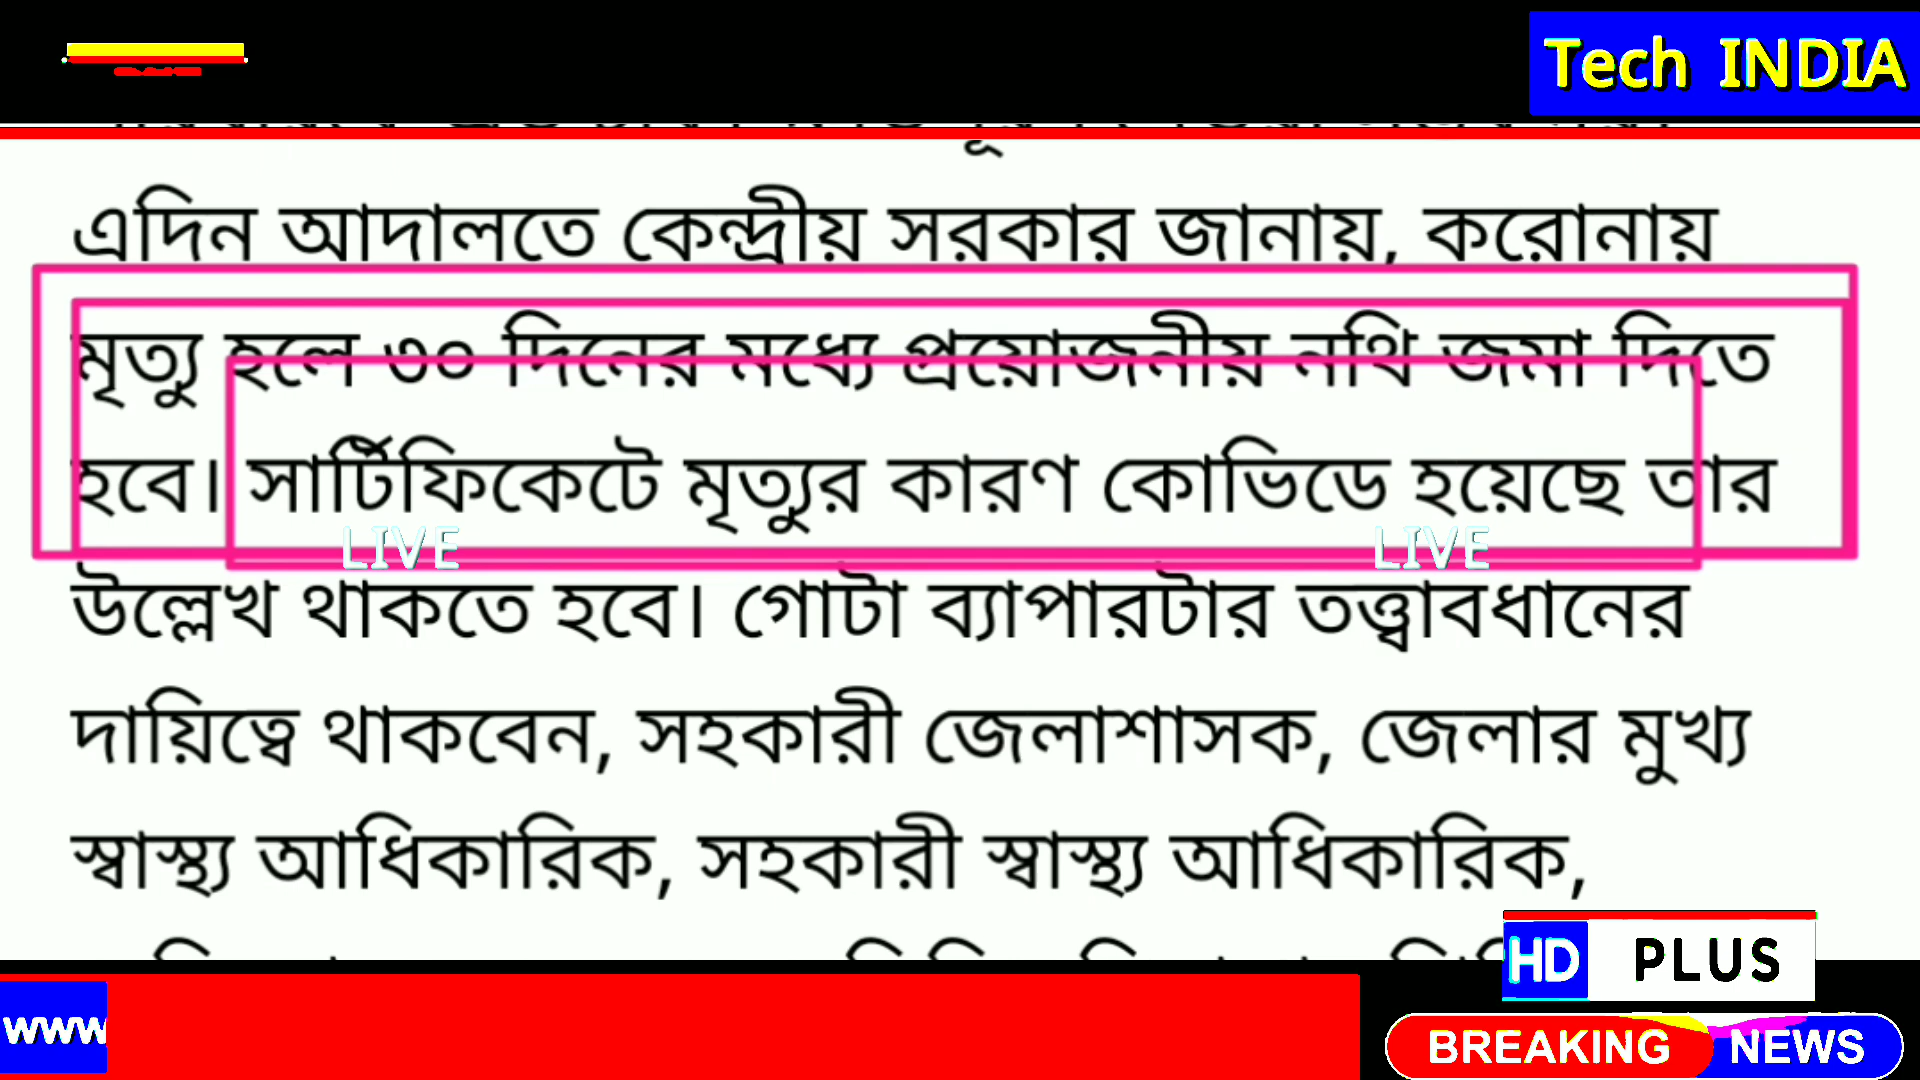 Tech INDIA
এদিন আদালতে কেন্দ্রীয় সরকার জানায়, করোনায়
মৃত্যু হলে ৩০ দিনের মধ্যে প্রয়োজনীয় নথি জমা দিতে
হবে। সার্টিফিকেটে মৃত্যুর কারণ কোভিডে হয়েছে তার
LIVE LIVE
উল্লেখ থাকতে হবে। গোটা ব্যাপারটার তত্ত্বাবধানের
দায়িত্বে থাকবেন, সহকারী জেলাশাসক, জেলার মুখ্য
স্বাস্থ্য আধিকারিক, সহকারী স্বাস্থ্য আধিকারিক,
HD PLUS
www
BREAKING NEWS